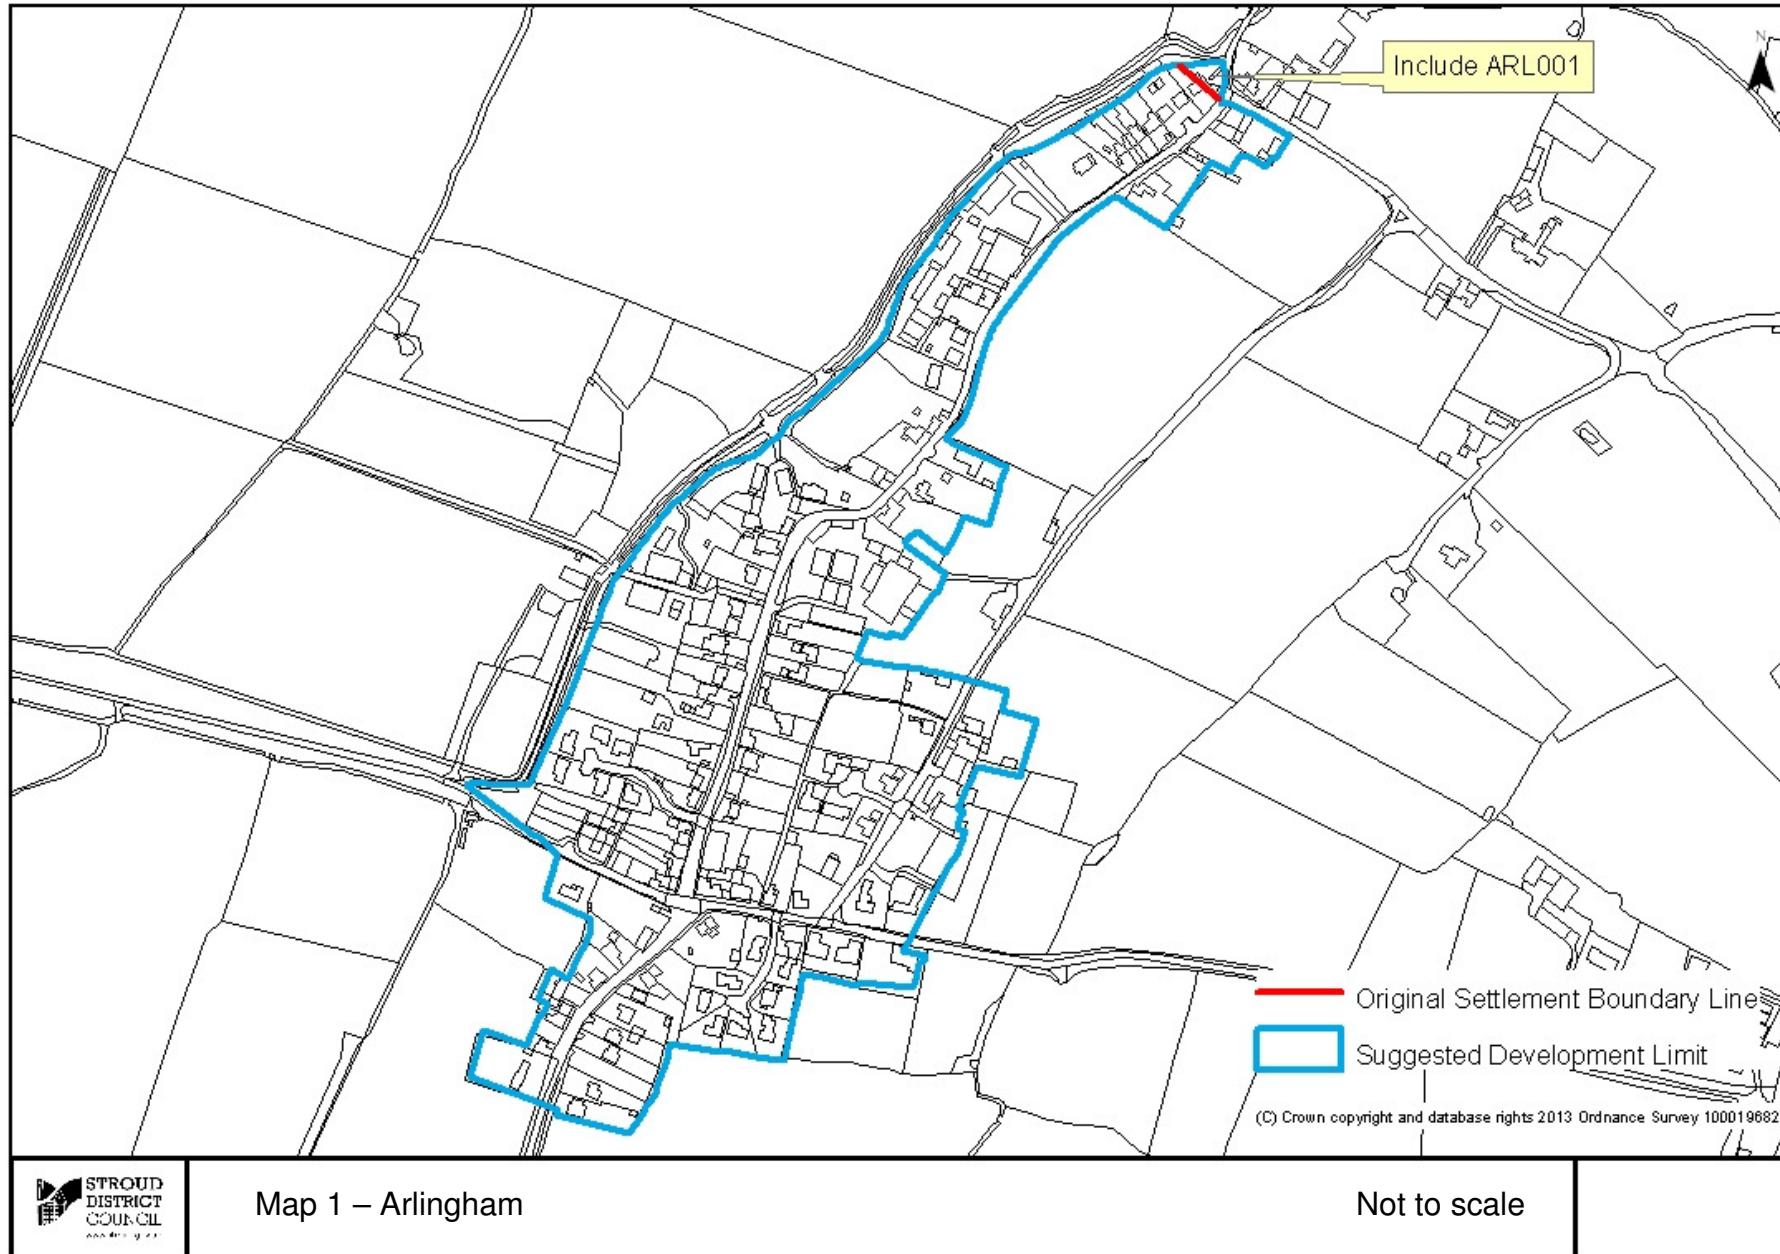 N
Include ARL001
Original Settlement Boundary Line
Suggested Development Limit
(C) Crown copyright and database rights 2013 Ordnance Survey 100019682
STROUD
DISTRICT
COUNCIL
Map 1 – Arlingham
Not to scale